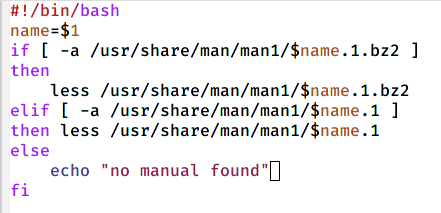 #!/bin/bash
name=$1
if [ -a /usr/share/man/man1/$name.1.bz2 ]
then
    less /usr/share/man/man1/$name.1.bz2
elif [ -a /usr/share/man/man1/$name.1 ]
then less /usr/share/man/man1/$name.1
else
    echo "no manual found"
fi